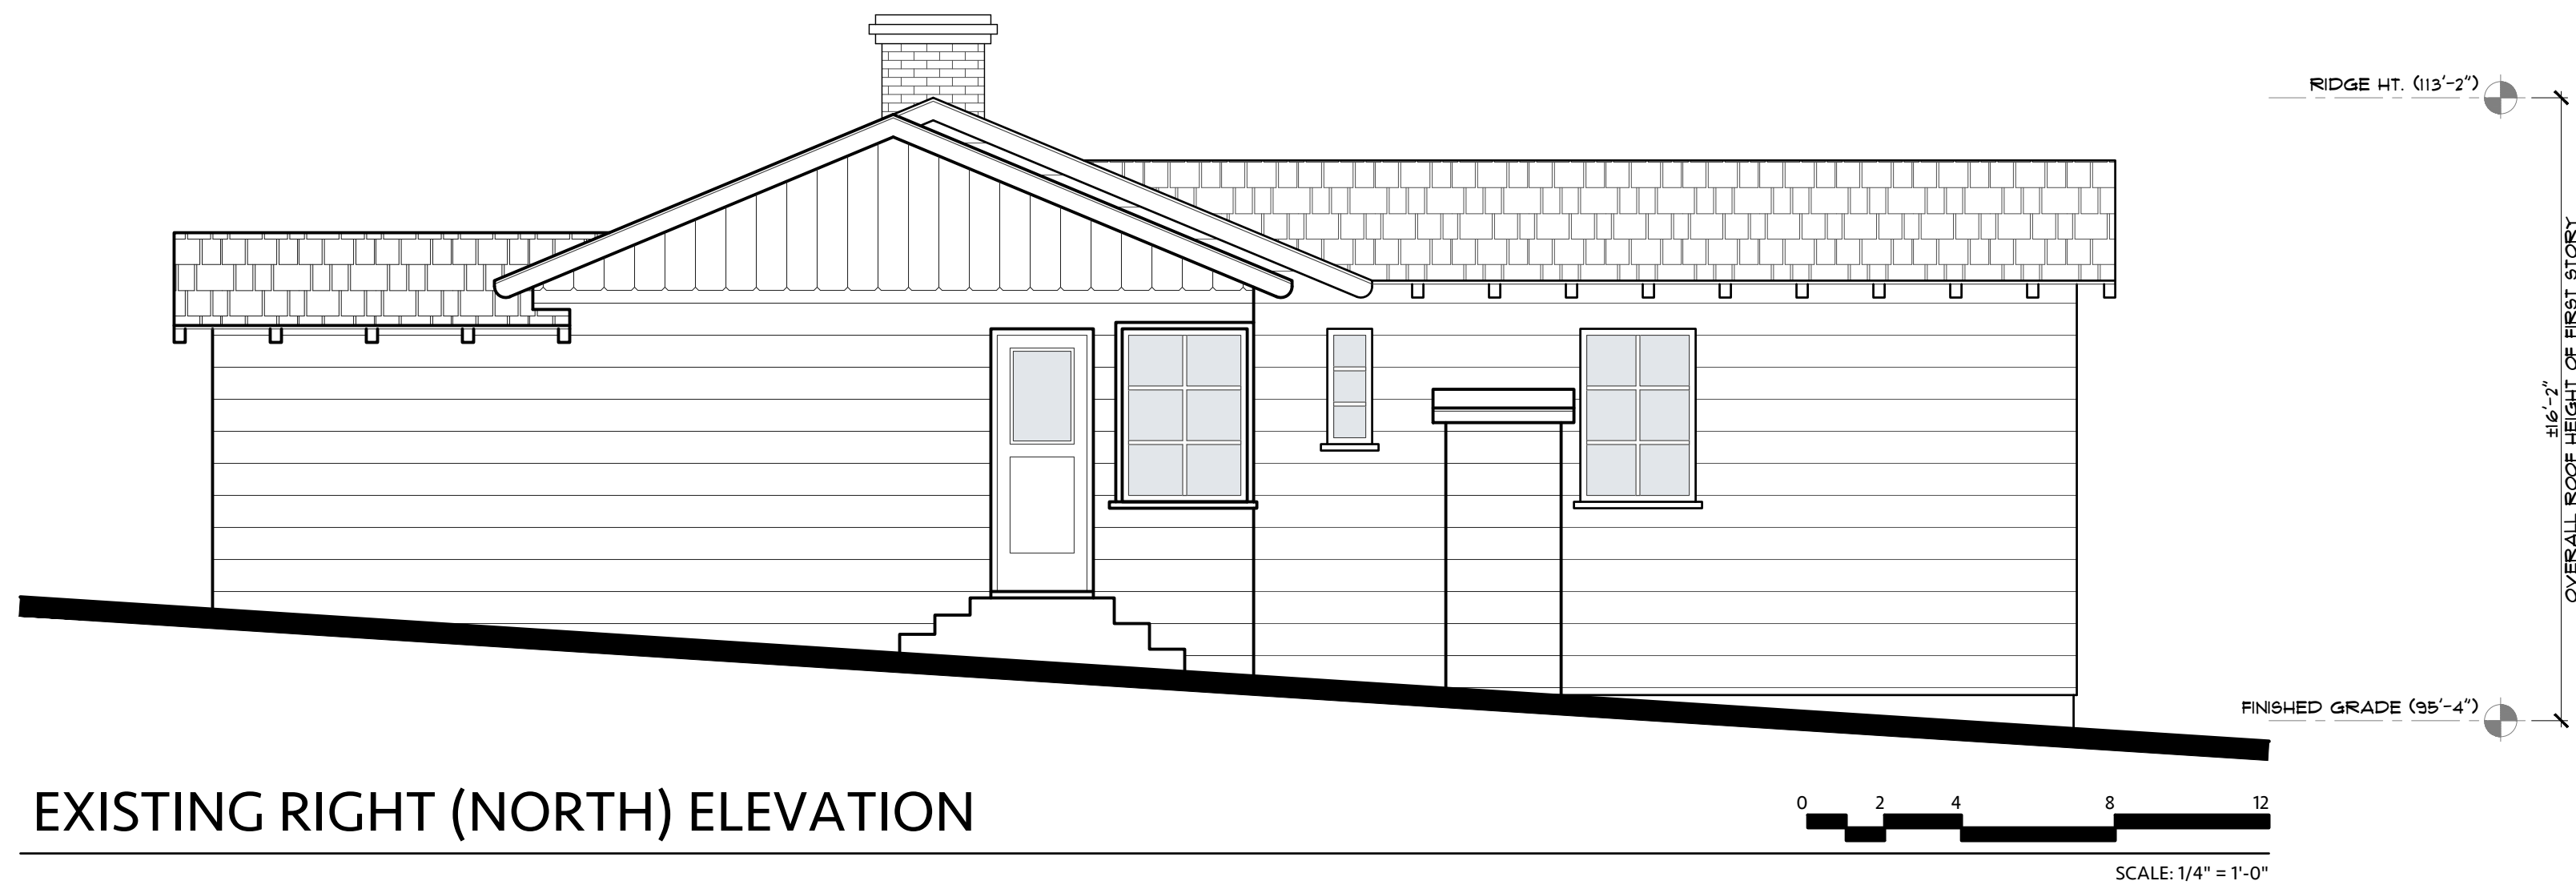 RIDGE HT. (113'-2")
±16'-2"
OVERALL ROOF HEIGHT OF FIRST STORY
FINISHED GRADE (95'-4")
EXISTING RIGHT (NORTH) ELEVATION
0 2 4 8 12
SCALE: 1/4" = 1'-0"